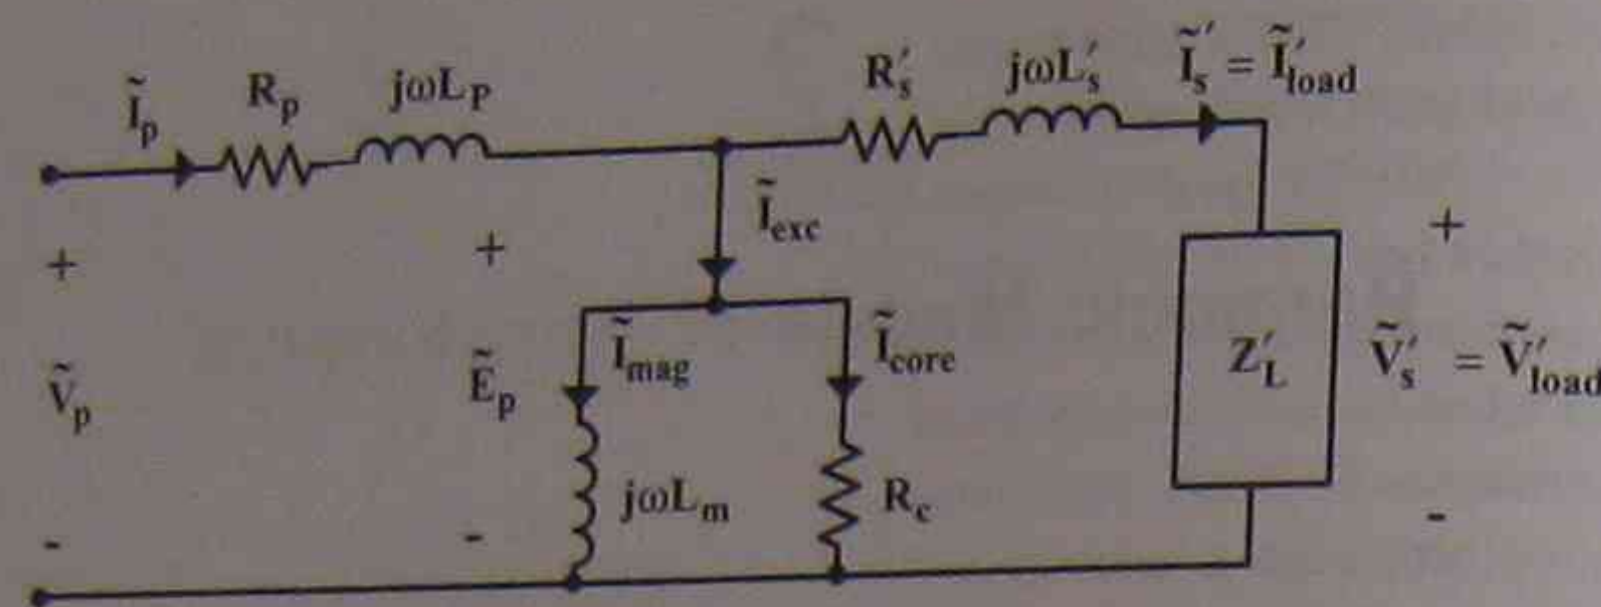 Ĩp
Rp
jωLP
R′s
jωL′s
Ĩ′s = Ĩ′load
Ĩexc
+
+
+
Ṽp
Ẽp
Ĩmag
Ĩcore
Z′L
Ṽ′s = Ṽ′load
jωLm
Rc
-
-
-